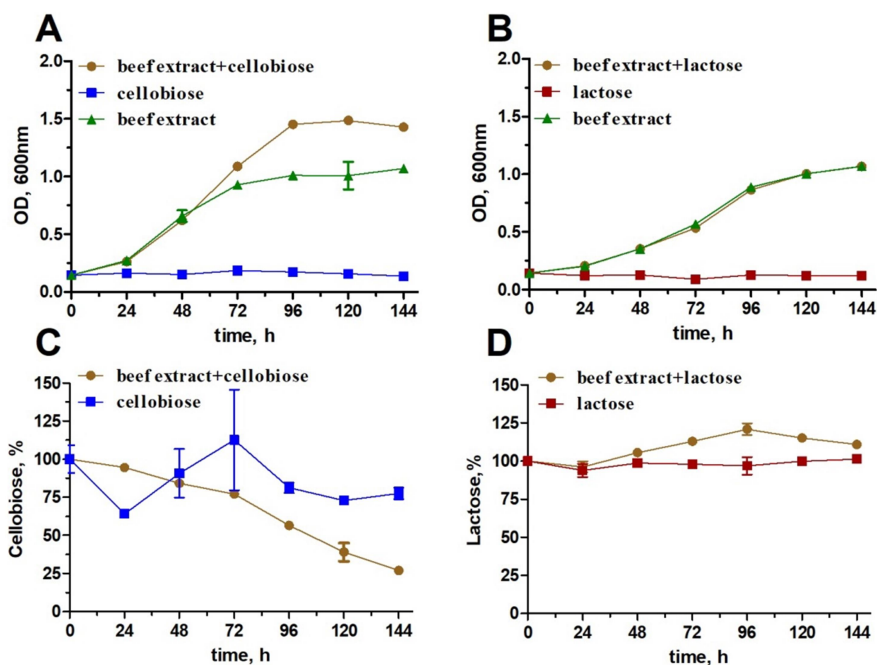 A
beef extract+cellobiose
cellobiose
beef extract
OD, 600nm
2.0
1.5
1.0
0.5
0.0
0 24 48 72 96 120 144
time, h
B
beef extract+lactose
lactose
beef extract
OD, 600nm
2.0
1.5
1.0
0.5
0.0
0 24 48 72 96 120 144
time, h
C
beef extract+cellobiose
cellobiose
Cellobiose, %
150
125
100
75
50
25
0
0 24 48 72 96 120 144
time, h
D
beef extract+lactose
lactose
Lactose,%
150
125
100
75
50
25
0
0 24 48 72 96 120 144
time, h